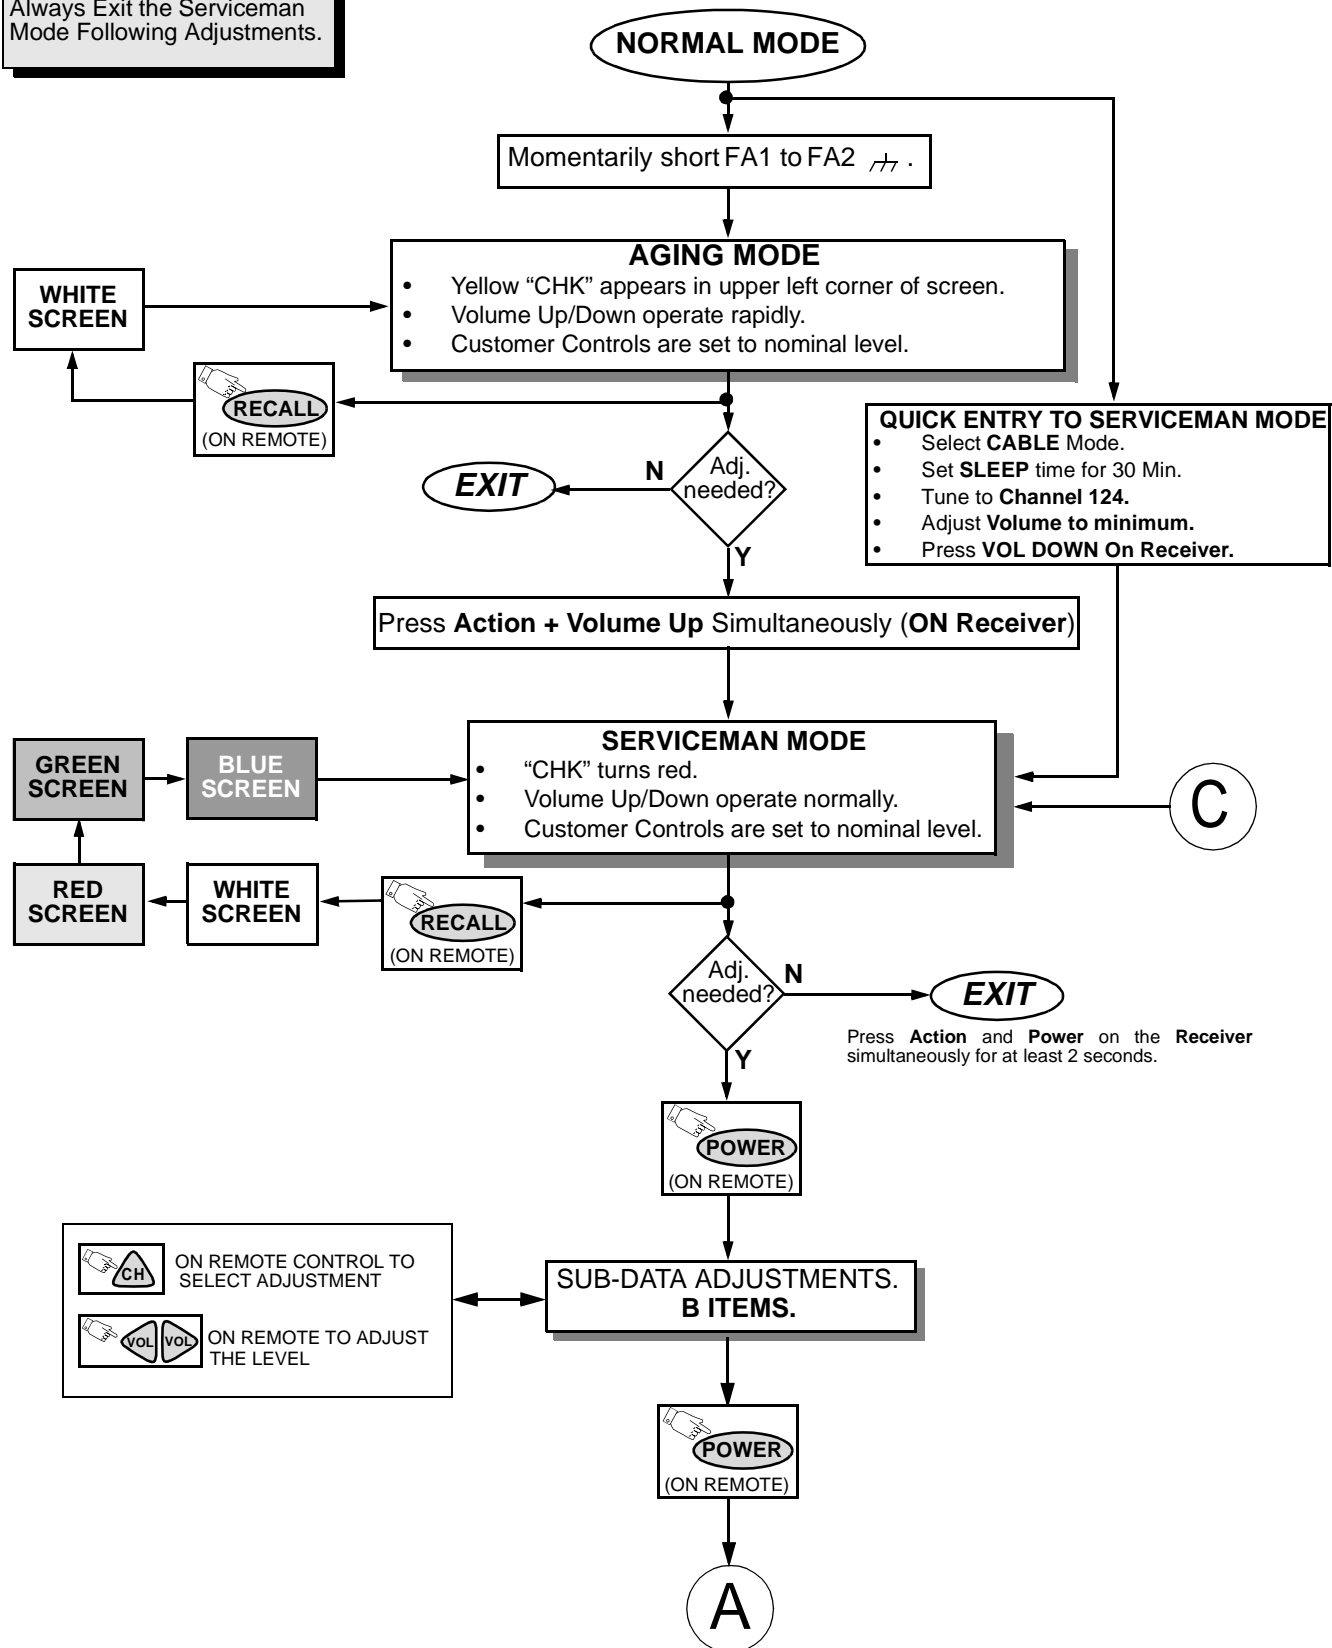 Always Exit the Serviceman
Mode Following Adjustments.
NORMAL MODE
Momentarily short FA1 to FA2 .
AGING MODE
• Yellow “CHK” appears in upper left corner of screen.
• Volume Up/Down operate rapidly.
• Customer Controls are set to nominal level.
WHITE
SCREEN
RECALL
(ON REMOTE)
EXIT
N
Adj.
needed?
Y
QUICK ENTRY TO SERVICEMAN MODE
• Select CABLE Mode.
• Set SLEEP time for 30 Min.
• Tune to Channel 124.
• Adjust Volume to minimum.
• Press VOL DOWN On Receiver.
Press Action + Volume Up Simultaneously (ON Receiver)
SERVICEMAN MODE
• “CHK” turns red.
• Volume Up/Down operate normally.
• Customer Controls are set to nominal level.
GREEN
SCREEN
BLUE
SCREEN
C
RED
SCREEN
WHITE
SCREEN
RECALL
(ON REMOTE)
Adj.
needed?
N
EXIT
Press Action and Power on the Receiver
simultaneously for at least 2 seconds.
Y
POWER
(ON REMOTE)
CH
ON REMOTE CONTROL TO
SELECT ADJUSTMENT
VOL VOL
ON REMOTE TO ADJUST
THE LEVEL
SUB-DATA ADJUSTMENTS.
B ITEMS.
POWER
(ON REMOTE)
A